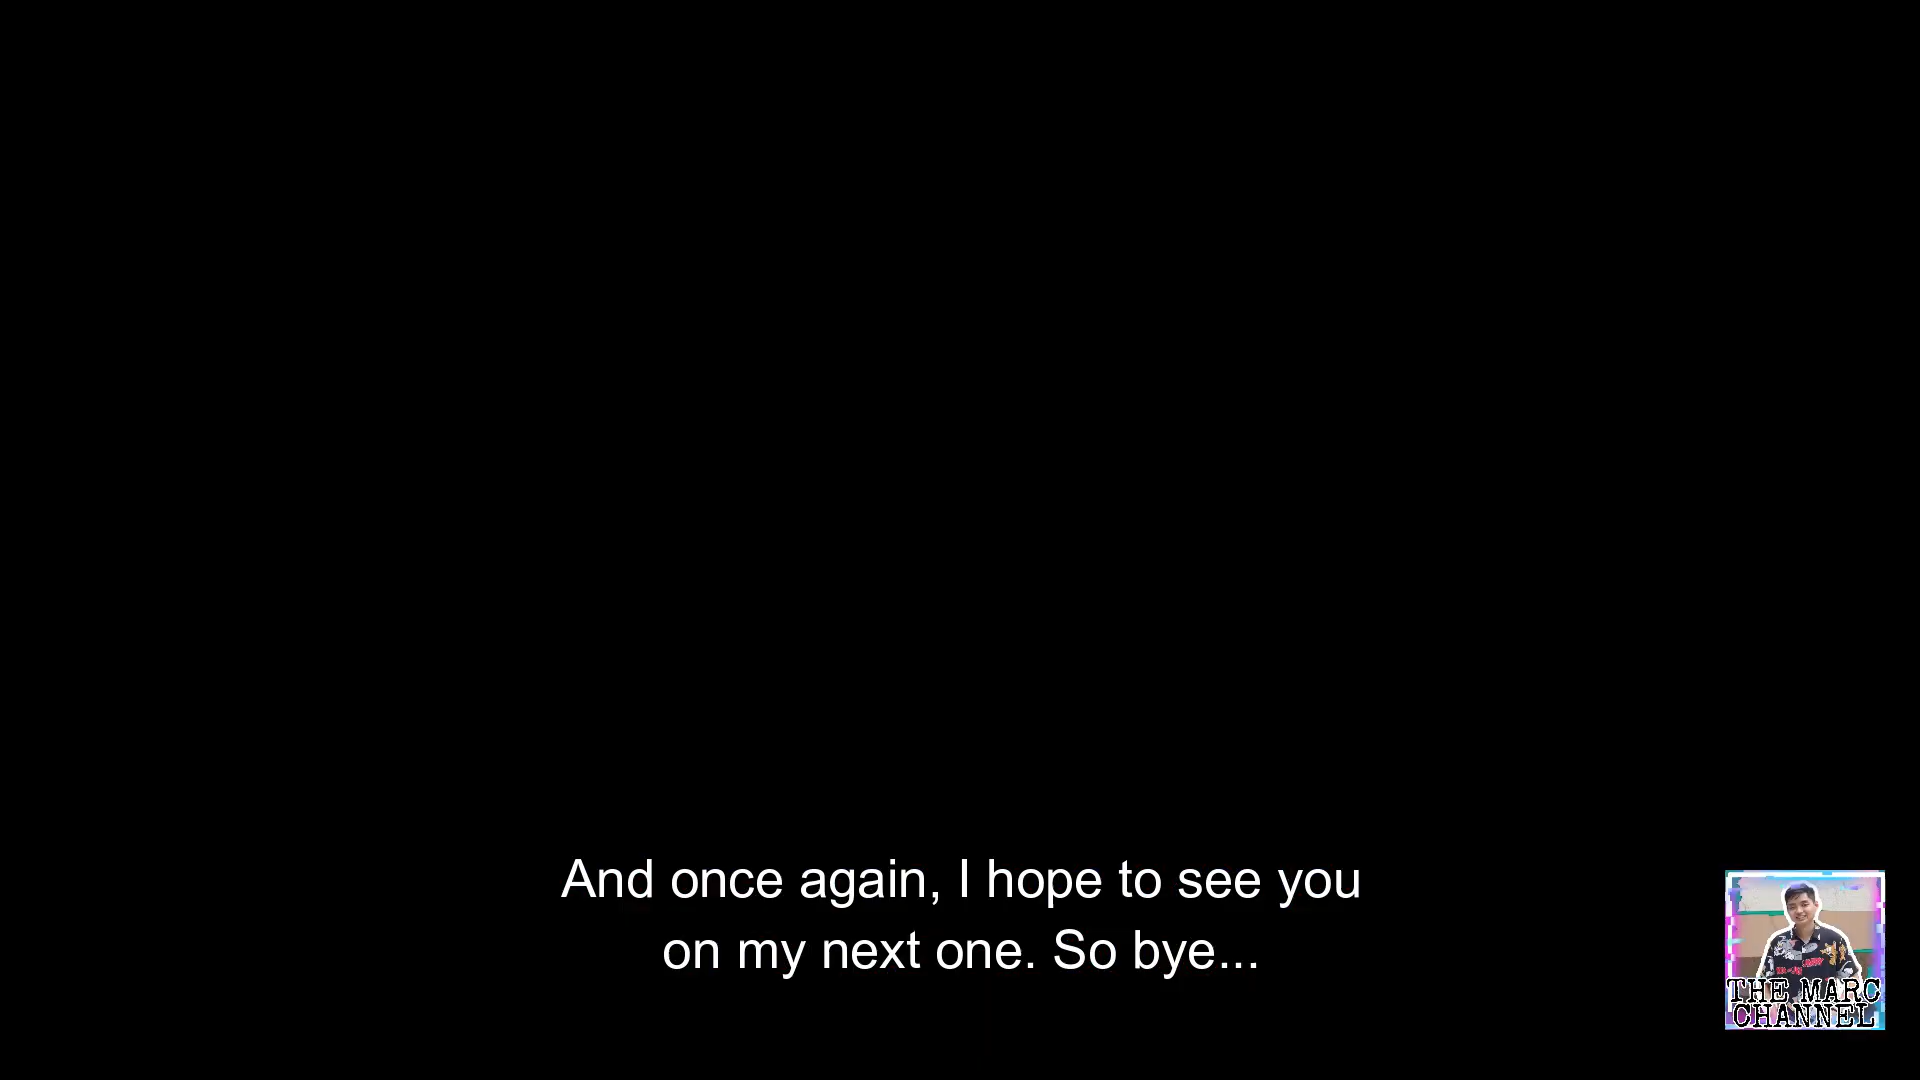 And once again, I hope to see you
on my next one. So bye...
THE MARC
CHANNEL